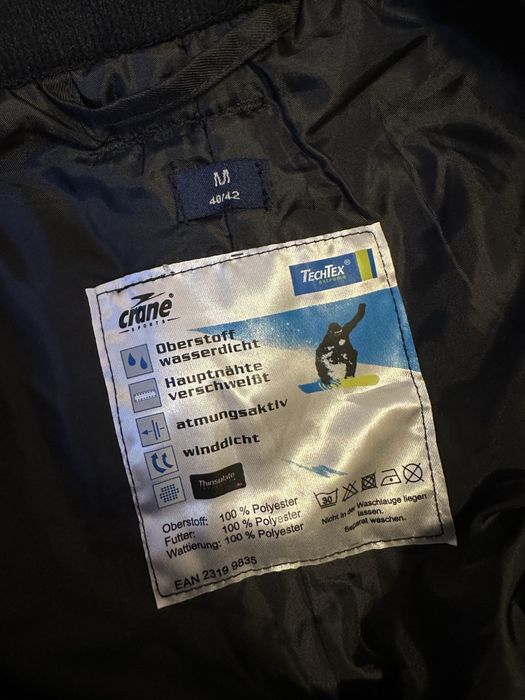 M
40/42
TECHTEX®
extreme
crane®
SPORTS
Oberstoff
wasserdicht
Hauptnähte
verschweißt
atmungsaktiv
winddicht
Thinsulate
30
Oberstoff: 100 % Polyester
Futter: 100 % Polyester
Wattierung: 100 % Polyester
Nicht in der Waschlauge liegen
lassen.
Separat waschen.
EAN 2319 9835